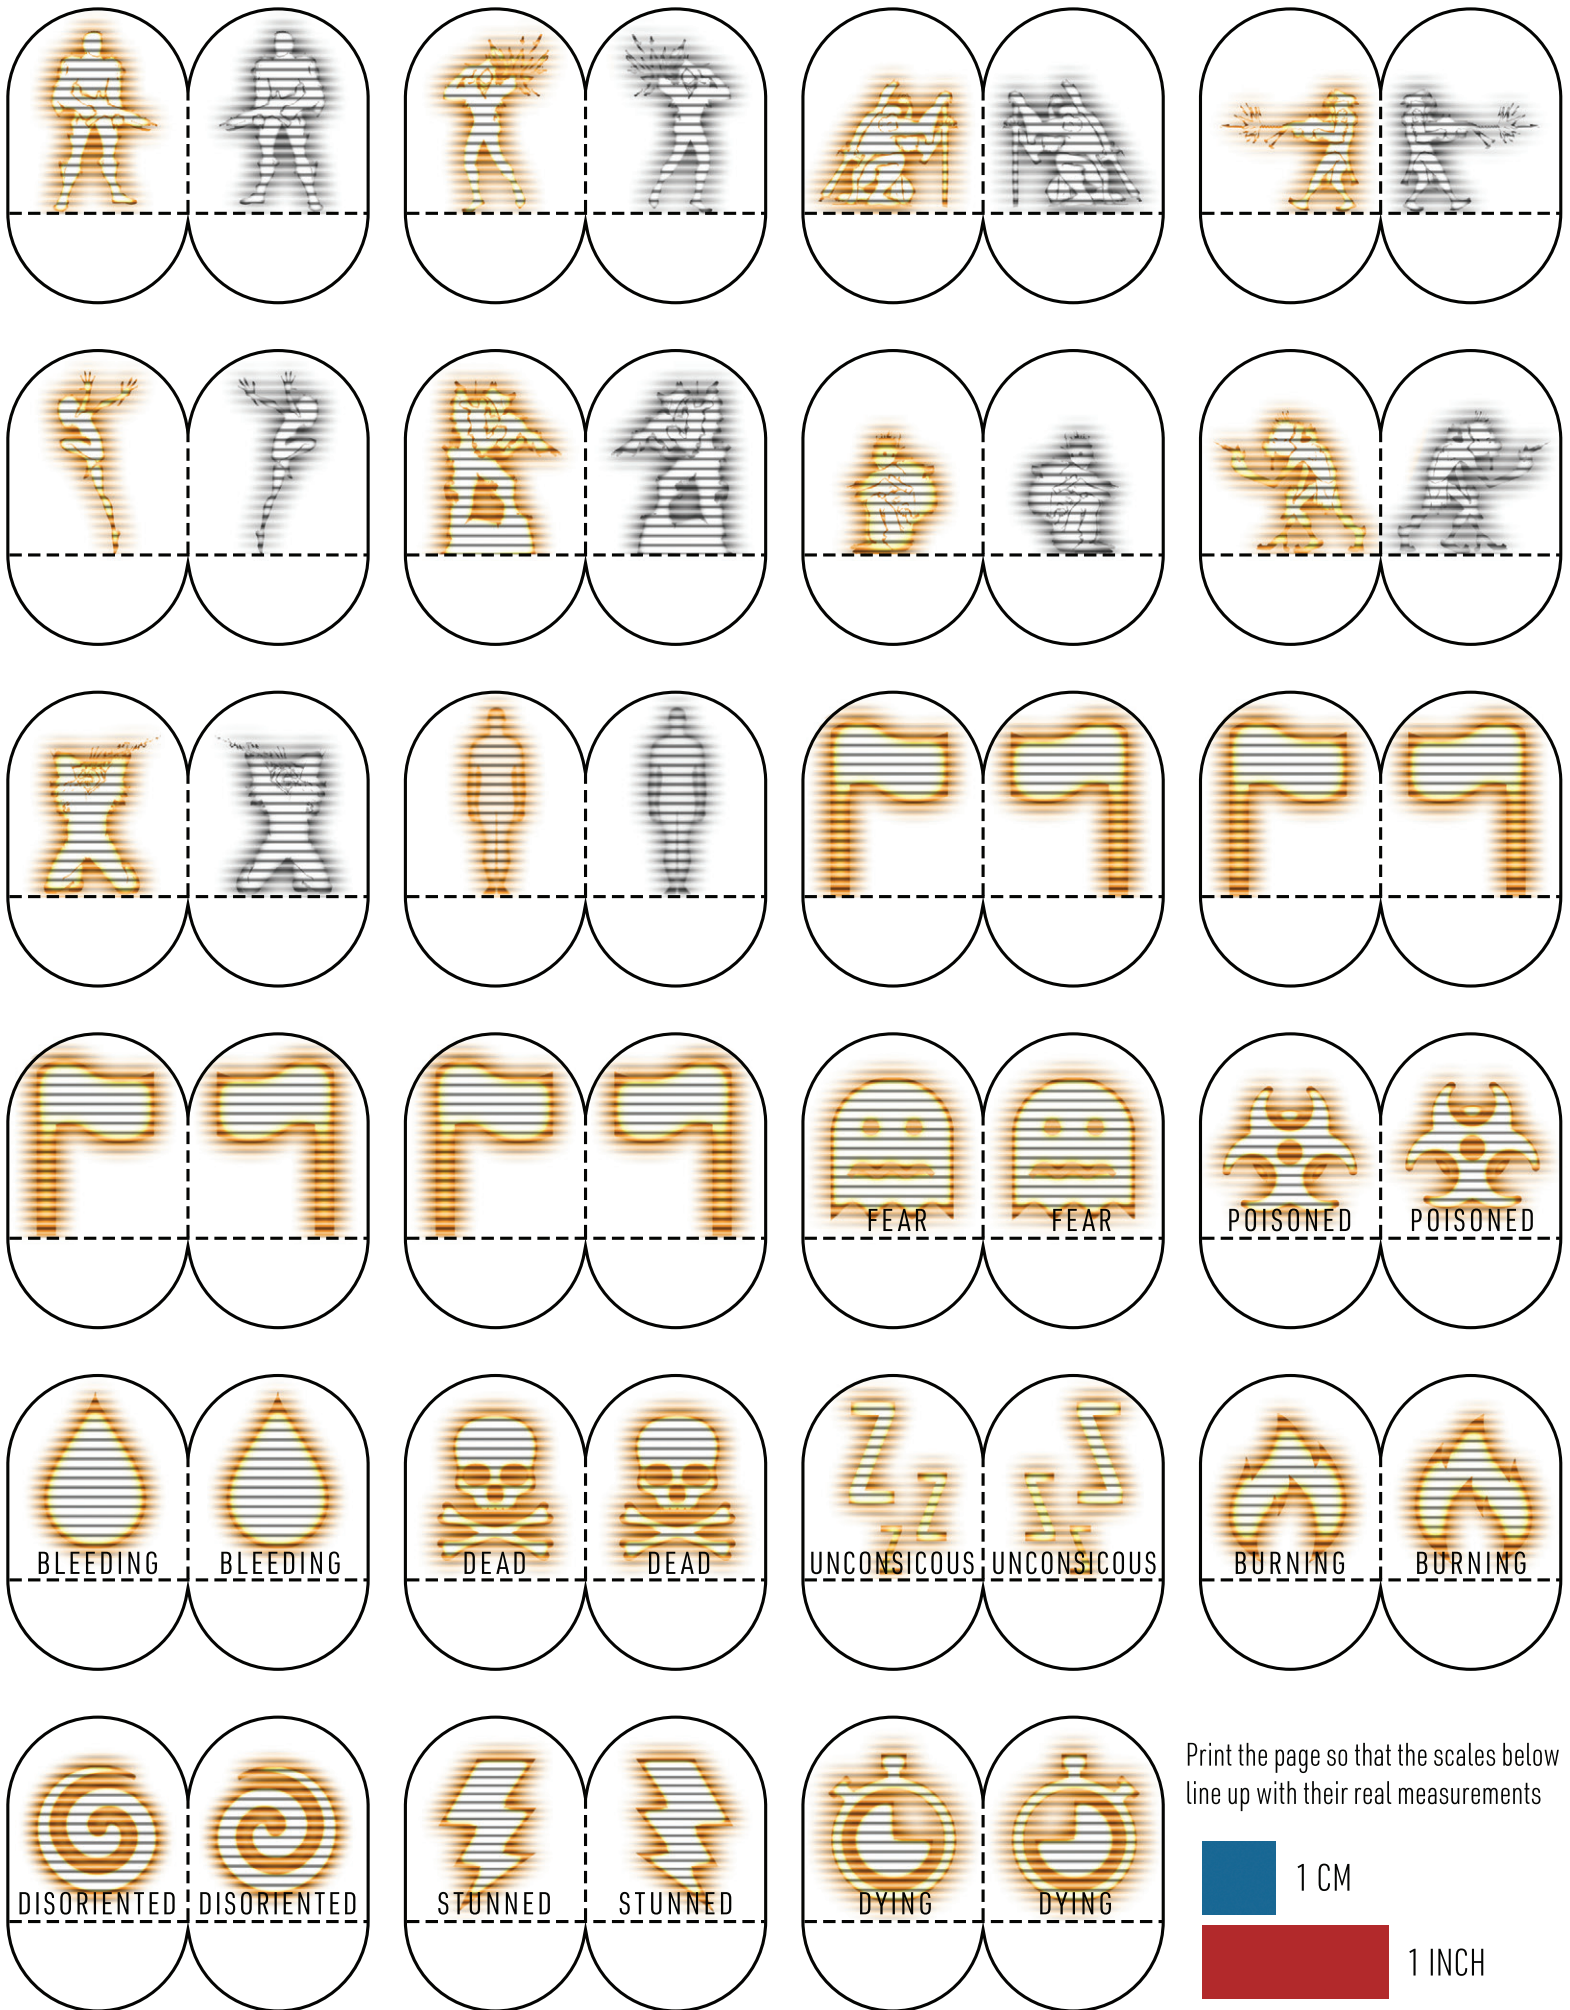 FEAR FEAR
POISONED POISONED
BLEEDING BLEEDING
DEAD DEAD
UNCONSICOUS UNCONSICOUS
BURNING BURNING
DISORIENTED DISORIENTED
STUNNED STUNNED
DYING DYING
Print the page so that the scales below
line up with their real measurements
1 CM
1 INCH